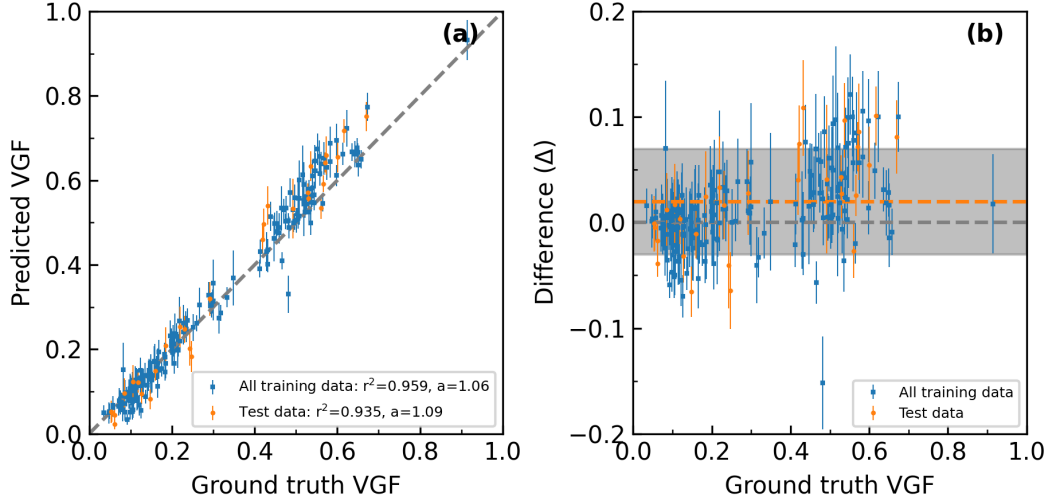 (a)
Predicted VGF
1.0
0.8
0.6
0.4
0.2
0.0
All training data: r²=0.959, a=1.06
Test data: r²=0.935, a=1.09
0.0 0.2 0.4 0.6 0.8 1.0
Ground truth VGF
(b)
Difference (Δ)
0.2
0.1
0.0
−0.1
−0.2
All training data
Test data
0.0 0.2 0.4 0.6 0.8 1.0
Ground truth VGF